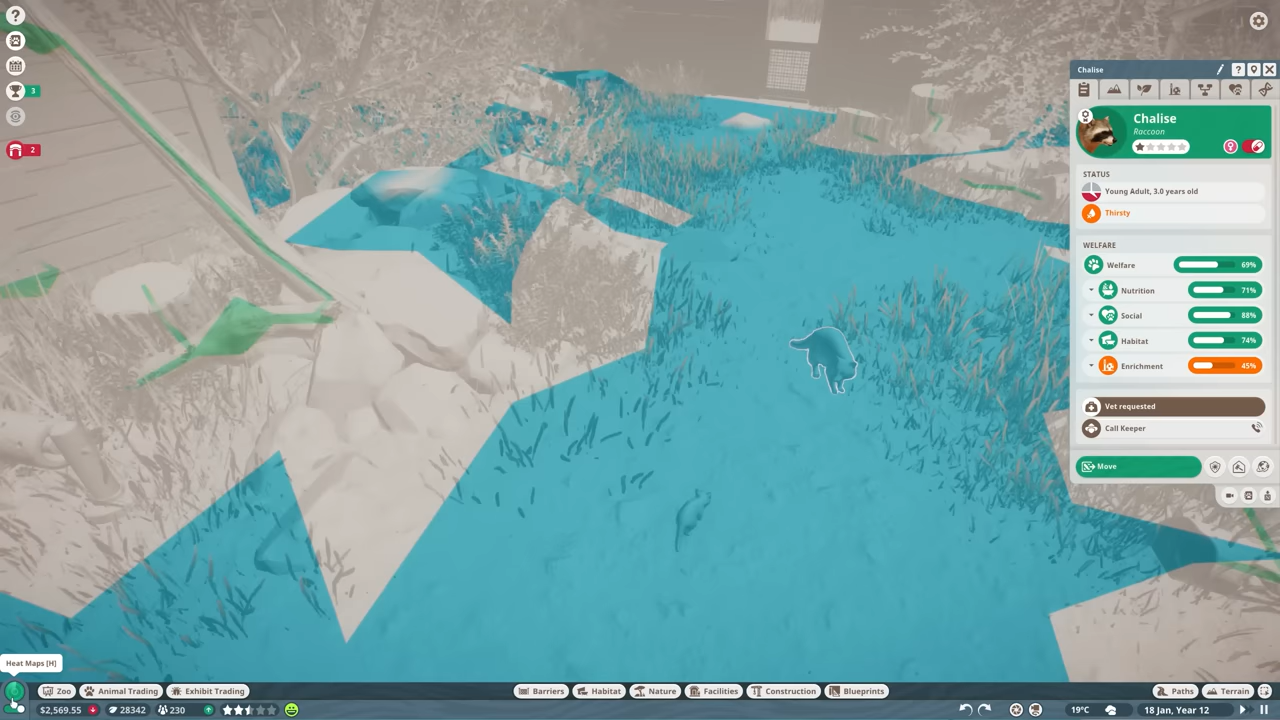 3
2
Chalise
?
?
Chalise
Raccoon
STATUS
Young Adult, 3.0 years old
Thirsty
WELFARE
Welfare 69%
Nutrition 71%
Social 88%
Habitat 74%
Enrichment 45%
Vet requested
Call Keeper
Move
Heat Maps [H]
Zoo Animal Trading Exhibit Trading Barriers Habitat Nature Facilities Construction Blueprints Paths Terrain
$2,569.55 28342 230 19°C 18 Jan, Year 12